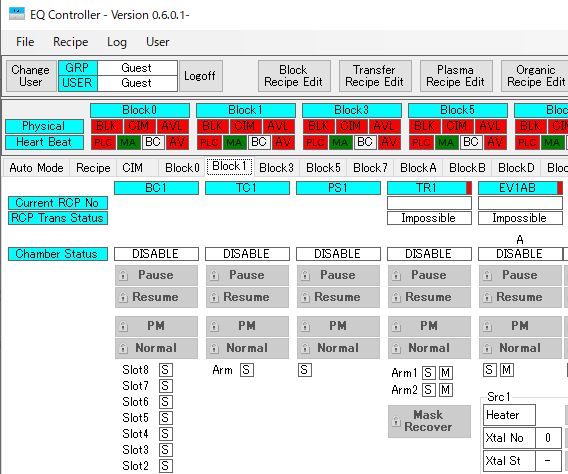 EQ Controller - Version 0.6.0.1-
File Recipe Log User
Change User GRP Guest USER Guest Logoff Block Recipe Edit Transfer Recipe Edit Plasma Recipe Edit Organic Recipe Edit
Block0 Block1 Block3 Block5 Bloc
Physical BLK CIM AVL BLK CIM AVL BLK CIM AVL BLK CIM AVL BLK
Heart Beat PLC MA BC AV PLC MA BC AV PLC MA BC AV PLC MA BC AV PLC
Auto Mode Recipe CIM Block0 Block1 Block3 Block5 Block7 BlockA BlockB BlockD Block
BC1 TC1 PS1 TR1 EV1AB
Current RCP No
RCP Trans Status Impossible Impossible
A
Chamber Status DISABLE DISABLE DISABLE DISABLE DISABLE
Pause Pause Pause Pause Pause
Resume Resume Resume Resume Resume
PM PM PM PM PM
Normal Normal Normal Normal Normal
Slot8 S Arm S S Arm1 S M S M
Slot7 S
Arm2 S M
Slot6 S
Src1
Slot5 S Mask Recover Heater
Slot4 S Xtal No 0
Slot3 S
Slot2 S Xtal St -